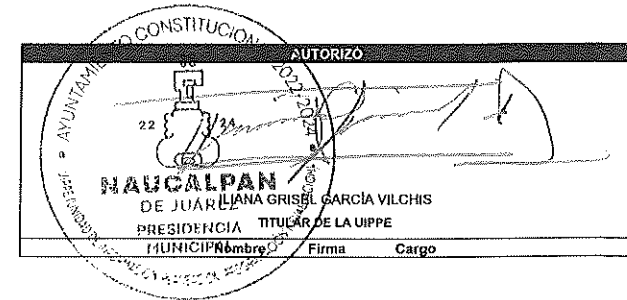 AUTORIZÓ
AYUNTAMIENTO CONSTITUCIONAL 2022-2024
22 24
NAUCALPAN
DE JUÁREZ
PRESIDENCIA
MUNICIPAL
ILIANA GRISEL GARCÍA VILCHIS
TITULAR DE LA UIPPE
Nombre Firma Cargo